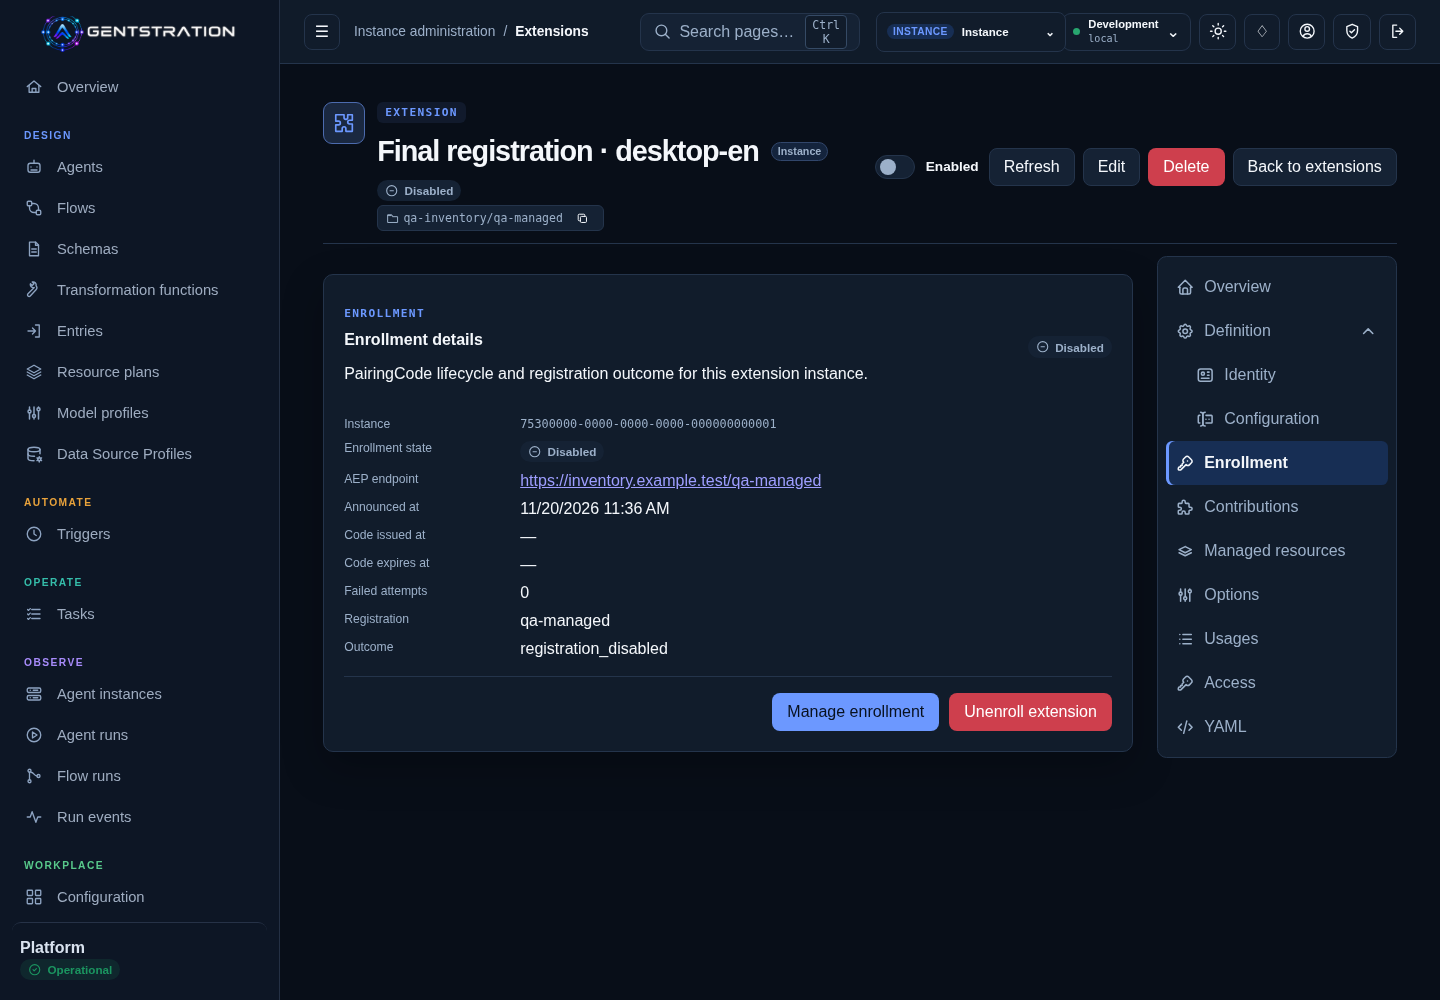 GENTSTRATION
Overview
DESIGN
Agents
Flows
Schemas
Transformation functions
Entries
Resource plans
Model profiles
Data Source Profiles
AUTOMATE
Triggers
OPERATE
Tasks
OBSERVE
Agent instances
Agent runs
Flow runs
Run events
WORKPLACE
Configuration
Platform
Operational
☰ Instance administration / Extensions
Search pages… Ctrl K
INSTANCE Instance
Development
local
EXTENSION
Final registration · desktop-en Instance
Disabled
qa-inventory/qa-managed
Enabled Refresh Edit Delete Back to extensions
ENROLLMENT
Enrollment details
Disabled
PairingCode lifecycle and registration outcome for this extension instance.
Instance 75300000-0000-0000-0000-000000000001
Enrollment state Disabled
AEP endpoint https://inventory.example.test/qa-managed
Announced at 11/20/2026 11:36 AM
Code issued at —
Code expires at —
Failed attempts 0
Registration qa-managed
Outcome registration_disabled
Manage enrollment Unenroll extension
Overview
Definition
Identity
Configuration
Enrollment
Contributions
Managed resources
Options
Usages
Access
YAML